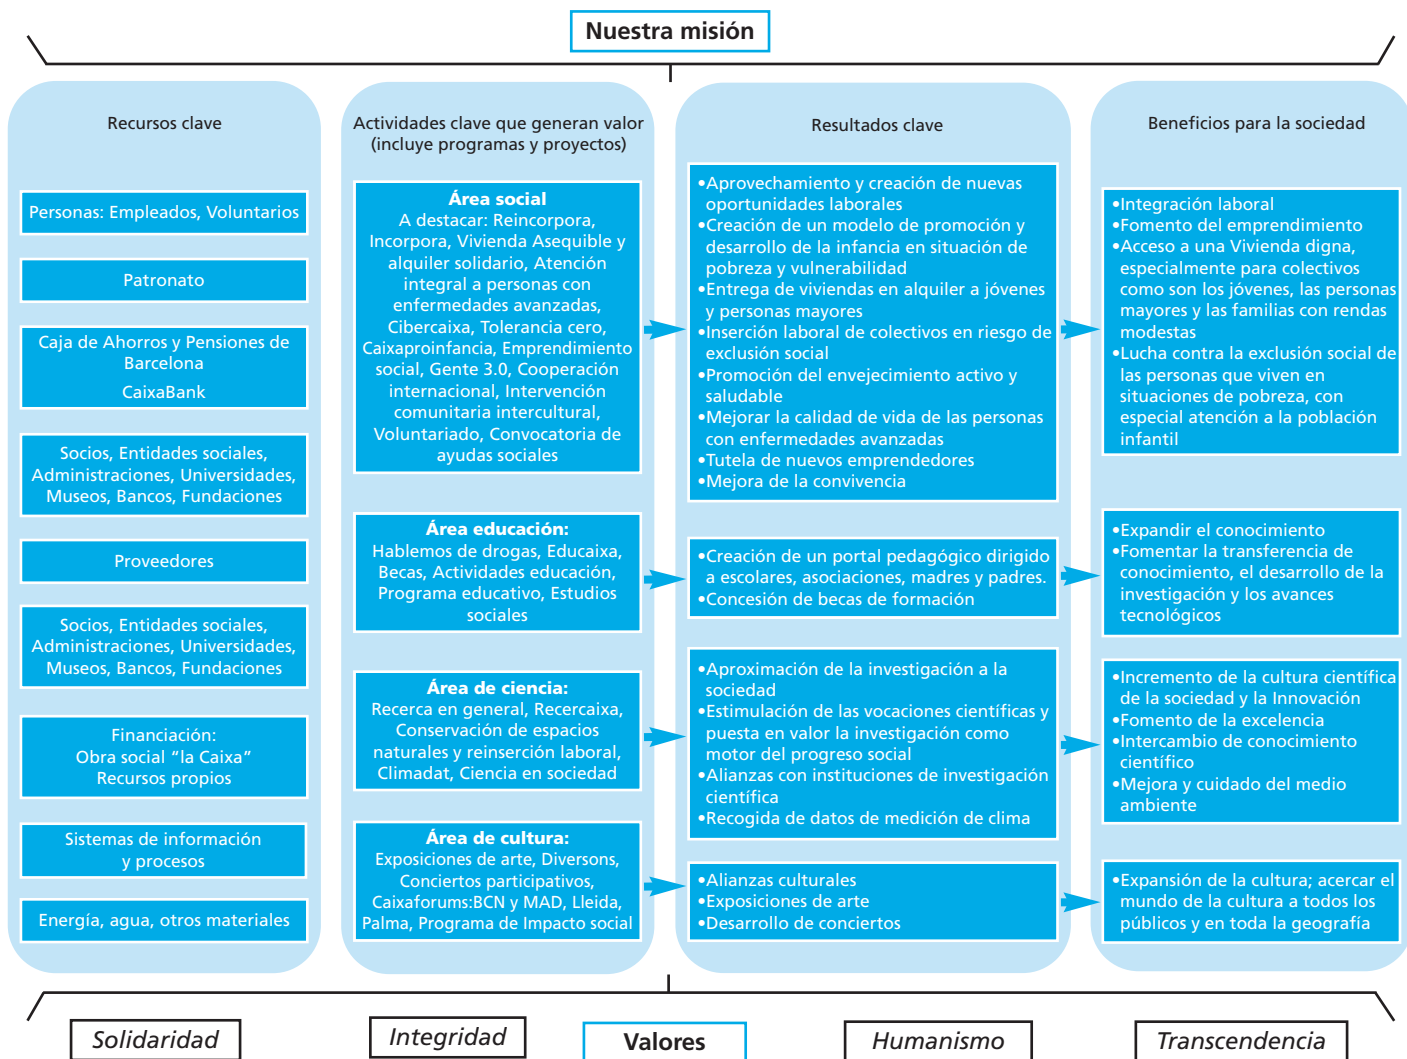 Nuestra misión
Recursos clave
Personas: Empleados, Voluntarios
Patronato
Caja de Ahorros y Pensiones de
Barcelona
CaixaBank
Socios, Entidades sociales,
Administraciones, Universidades,
Museos, Bancos, Fundaciones
Proveedores
Socios, Entidades sociales,
Administraciones, Universidades,
Museos, Bancos, Fundaciones
Financiación:
Obra social “la Caixa”
Recursos propios
Sistemas de información
y procesos
Energía, agua, otros materiales
Actividades clave que generan valor
(incluye programas y proyectos)
Área social
A destacar: Reincorpora,
Incorpora, Vivienda Asequible y
alquiler solidario, Atención
integral a personas con
enfermedades avanzadas,
Cibercaixa, Tolerancia cero,
Caixaproinfancia, Emprendimiento
social, Gente 3.0, Cooperación
internacional, Intervención
comunitaria intercultural,
Voluntariado, Convocatoria de
ayudas sociales
Área educación:
Hablemos de drogas, Educaixa,
Becas, Actividades educación,
Programa educativo, Estudios
sociales
Área de ciencia:
Recerca en general, Recercaixa,
Conservación de espacios
naturales y reinserción laboral,
Climadat, Ciencia en sociedad
Área de cultura:
Exposiciones de arte, Diversons,
Conciertos participativos,
Caixaforums:BCN y MAD, Lleida,
Palma, Programa de Impacto social
Resultados clave
•Aprovechamiento y creación de nuevas
oportunidades laborales
•Creación de un modelo de promoción y
desarrollo de la infancia en situación de
pobreza y vulnerabilidad
•Entrega de viviendas en alquiler a jóvenes
y personas mayores
•Inserción laboral de colectivos en riesgo de
exclusión social
•Promoción del envejecimiento activo y
saludable
•Mejorar la calidad de vida de las personas
con enfermedades avanzadas
•Tutela de nuevos emprendedores
•Mejora de la convivencia
•Creación de un portal pedagógico dirigido
a escolares, asociaciones, madres y padres.
•Concesión de becas de formación
•Aproximación de la investigación a la
sociedad
•Estimulación de las vocaciones científicas y
puesta en valor la investigación como
motor del progreso social
•Alianzas con instituciones de investigación
científica
•Recogida de datos de medición de clima
•Alianzas culturales
•Exposiciones de arte
•Desarrollo de conciertos
Beneficios para la sociedad
•Integración laboral
•Fomento del emprendimiento
•Acceso a una Vivienda digna,
especialmente para colectivos
como son los jóvenes, las personas
mayores y las familias con rendas
modestas
•Lucha contra la exclusión social de
las personas que viven en
situaciones de pobreza, con
especial atención a la población
infantil
•Expandir el conocimiento
•Fomentar la transferencia de
conocimiento, el desarrollo de la
investigación y los avances
tecnológicos
•Incremento de la cultura científica
de la sociedad y la Innovación
•Fomento de la excelencia
•Intercambio de conocimiento
científico
•Mejora y cuidado del medio
ambiente
•Expansión de la cultura; acercar el
mundo de la cultura a todos los
públicos y en toda la geografía
Solidaridad
Integridad
Valores
Humanismo
Transcendencia